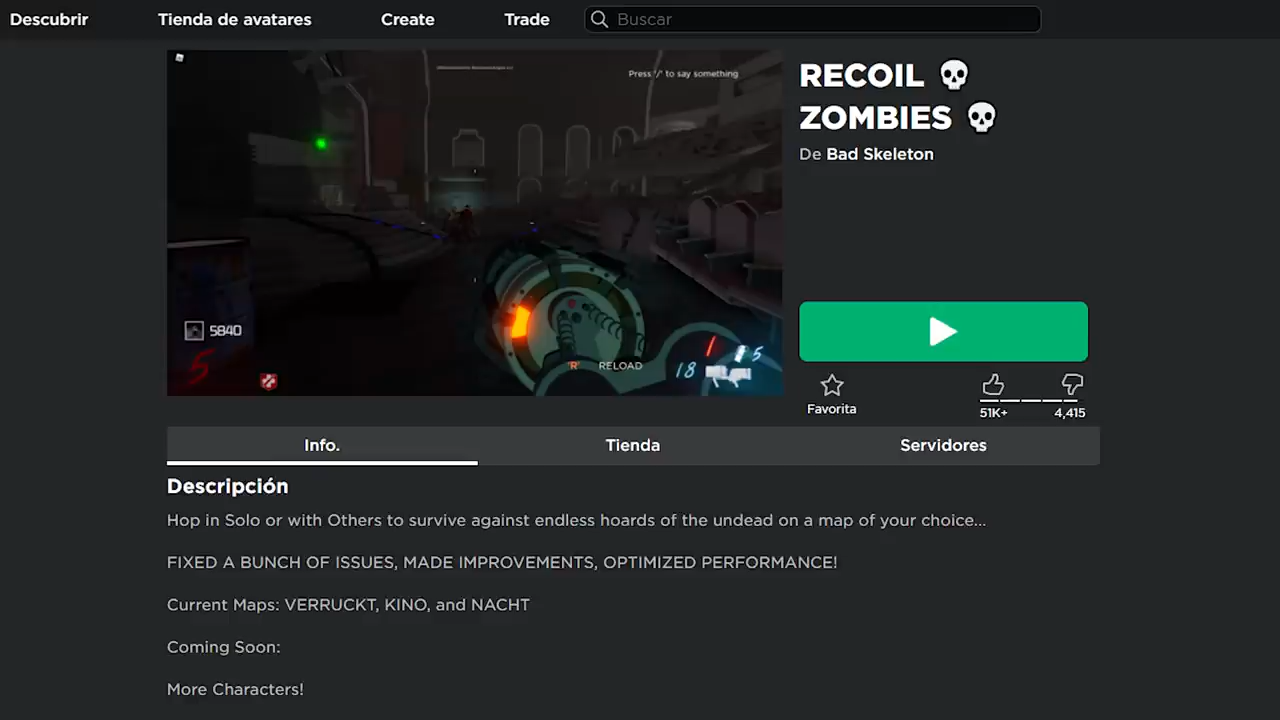 Descubrir Tienda de avatares Create Trade Buscar
Press '/' to say something
RECOIL 💀
ZOMBIES 💀
De Bad Skeleton
5840
5
'R' RELOAD
18
5
Favorita
51K+ 4,415
Info. Tienda Servidores
Descripción
Hop in Solo or with Others to survive against endless hoards of the undead on a map of your choice...
FIXED A BUNCH OF ISSUES, MADE IMPROVEMENTS, OPTIMIZED PERFORMANCE!
Current Maps: VERRUCKT, KINO, and NACHT
Coming Soon:
More Characters!